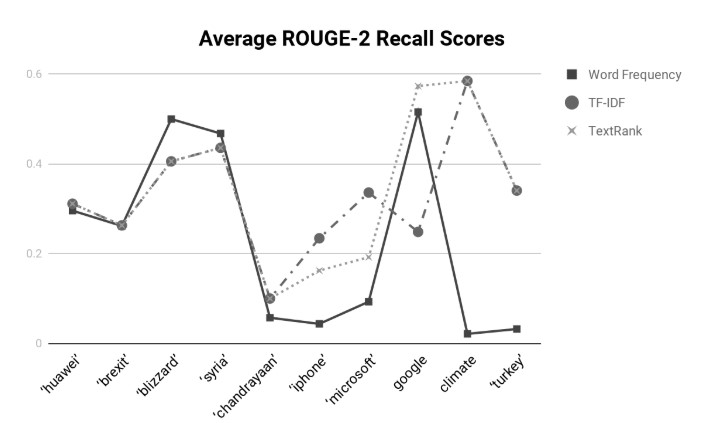 Average ROUGE-2 Recall Scores
0.6
0.4
0.2
0
'huawei'
'brexit'
'blizzard'
'syria'
'chandrayaan'
'iphone'
'microsoft'
google
climate
'turkey'
Word Frequency
TF-IDF
TextRank